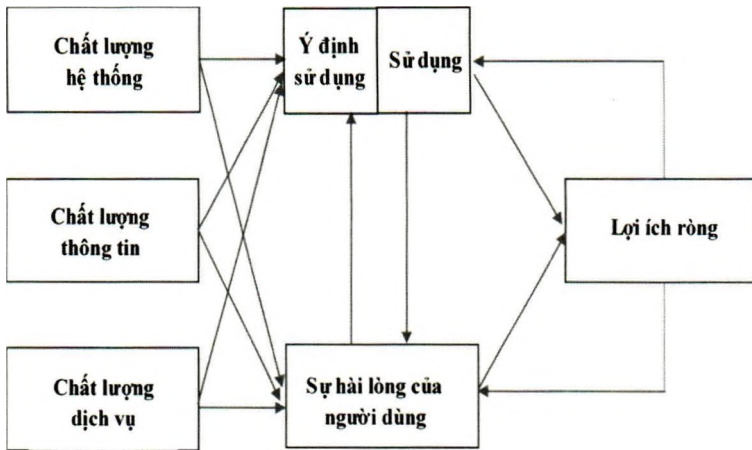 Chất lượng
hệ thống
Ý định
sử dụng
Sử dụng
Chất lượng
thông tin
Lợi ích ròng
Chất lượng
dịch vụ
Sự hài lòng của
người dùng